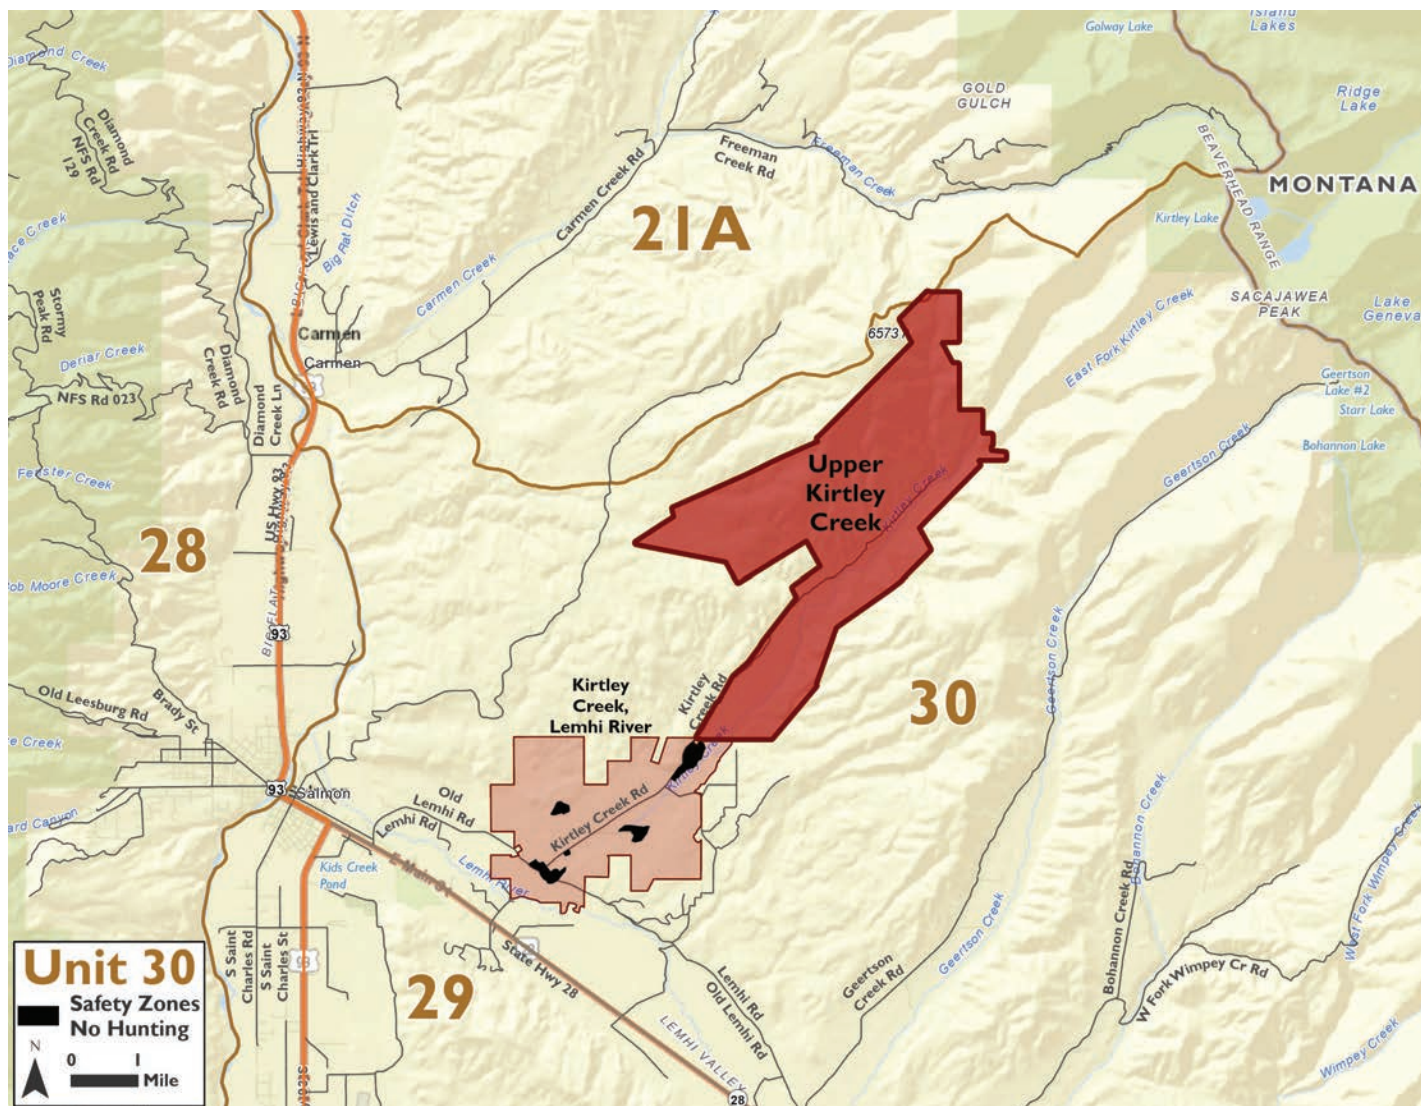 Galway Lake
Island
Lakes
Diamond Creek
GOLD
GULCH
Ridge
Lake
Diamond
Creek Rd
NFS Rd
129
Lewis and Clark Trl
Big Flat Ditch
Carmen Creek Rd
Freeman
Creek Rd
Freeman Creek
BEAVERHEAD RANGE
MONTANA
21A
Kirtley Lake
Carmen Creek
East Fork Kirtley Creek
SACAJAWEA
PEAK
Lake
Geneva
Stormy
Peak Rd
Carmen
Carmen
6573
Deriar Creek
Diamond
Creek Rd
Geertson
Lake #2
NFS Rd 023
Diamond
Creek Ln
Starr Lake
Geertson Creek
Bohannon Lake
Upper
Kirtley
Creek
Kirtley Creek
Fenster Creek
US Hwy 93
28
Bob Moore Creek
93
Geertson Creek
Old Leesburg Rd
Brady St
Kirtley
Creek,
Lemhi River
Kirtley
Creek Rd
30
Kirtley Creek
93
Salmon
Old
Lemhi Rd
Lemhi Rd
Kirtley Creek Rd
Bohannon Creek
West Fork Wimpey Creek
Kids Creek
Pond
E Main St
Lemhi River
Bohannon Creek Rd
Geertson Creek
S Saint
Charles Rd
S Saint
Charles St
93
State Hwy 28
Geertson
Creek Rd
W Fork Wimpey Cr Rd
29
Lemhi Rd
Old Lemhi Rd
LEMHI VALLEY
Wimpey Creek
28
Unit 30
Safety Zones
No Hunting
N
0 1
Mile